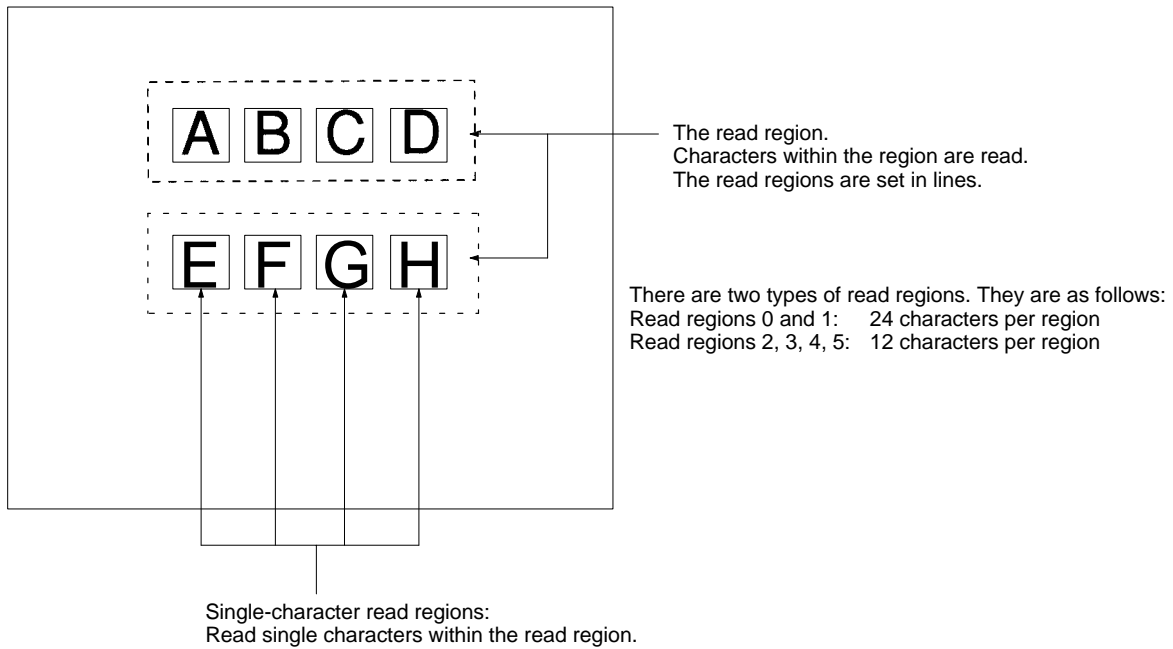 A B C D
The read region.
Characters within the region are read.
The read regions are set in lines.
E F G H
There are two types of read regions. They are as follows:
Read regions 0 and 1: 24 characters per region
Read regions 2, 3, 4, 5: 12 characters per region
Single-character read regions:
Read single characters within the read region.